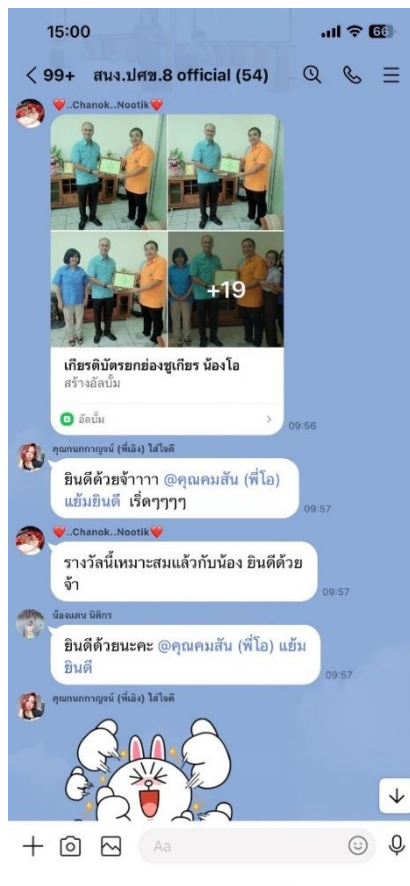 15:00
66
99+ สนง.ปศข.8 official (54)
..Chanok..Nootik
+19
เกียรติบัตรยกย่องชูเกียร น้องโอ
สร้างอัลบั้ม
อัลบั้ม
09:56
คุณกนกกาญจน์ (พี่เอิง) ใส่ใจดี
ยินดีด้วยจ้าาาา @คุณคมสัน (พี่โอ)
แย้มยินดี เริ่ดๆๆๆๆ
09:57
..Chanok..Nootik
รางวัลนี้เหมาะสมแล้วกับน้อง ยินดีด้วย
จ้า
09:57
น้องแตน นิติกร
ยินดีด้วยนะคะ @คุณคมสัน (พี่โอ) แย้ม
ยินดี
09:57
คุณกนกกาญจน์ (พี่เอิง) ใส่ใจดี
Aa